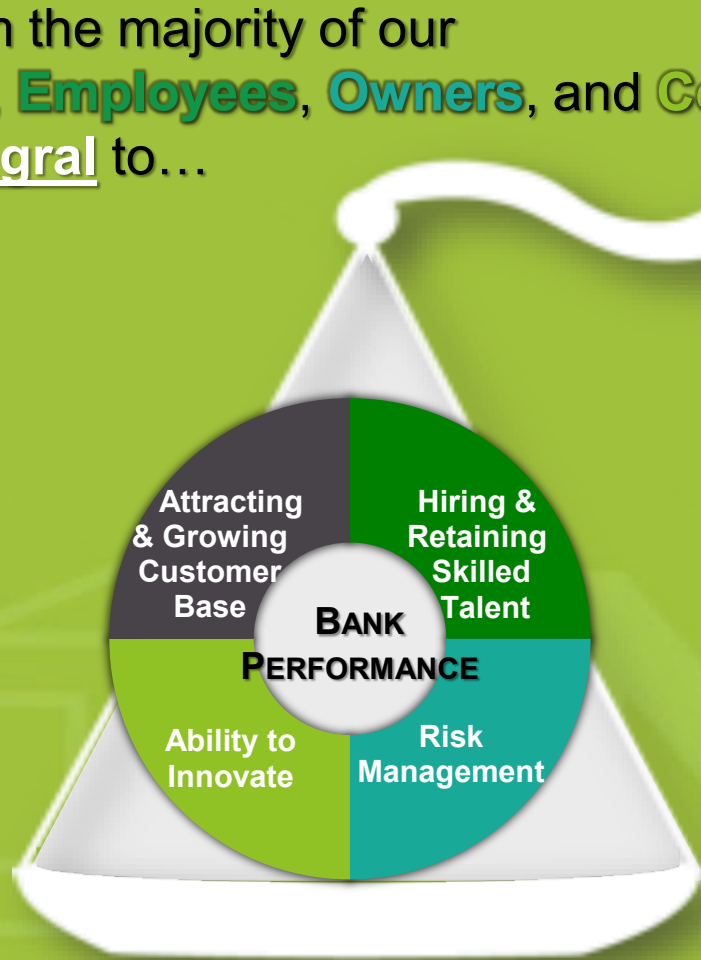 n the majority of our
, Employees, Owners, and C
gral to…
Attracting
& Growing
Customer
Base
Hiring &
Retaining
Skilled
Talent
BANK
PERFORMANCE
Ability to
Innovate
Risk
Management